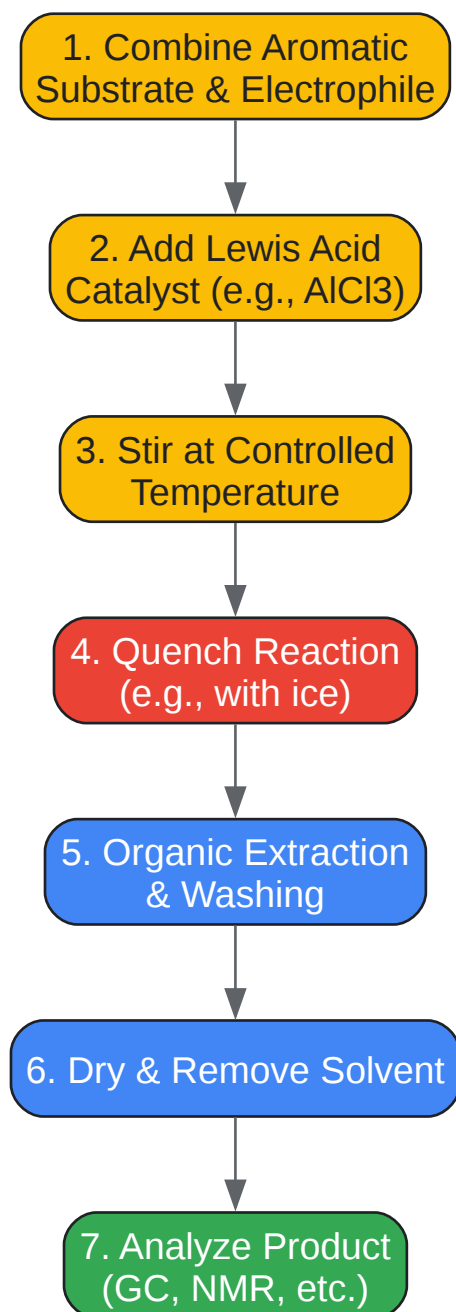 1. Combine Aromatic
Substrate & Electrophile
2. Add Lewis Acid
Catalyst (e.g., AlCl3)
3. Stir at Controlled
Temperature
4. Quench Reaction
(e.g., with ice)
5. Organic Extraction
& Washing
6. Dry & Remove Solvent
7. Analyze Product
(GC, NMR, etc.)